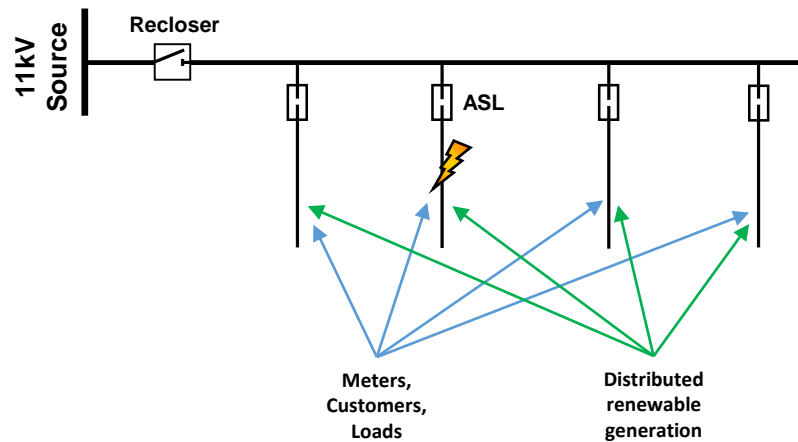 11kV
Source
Recloser
ASL
Meters,
Customers,
Loads
Distributed
renewable
generation